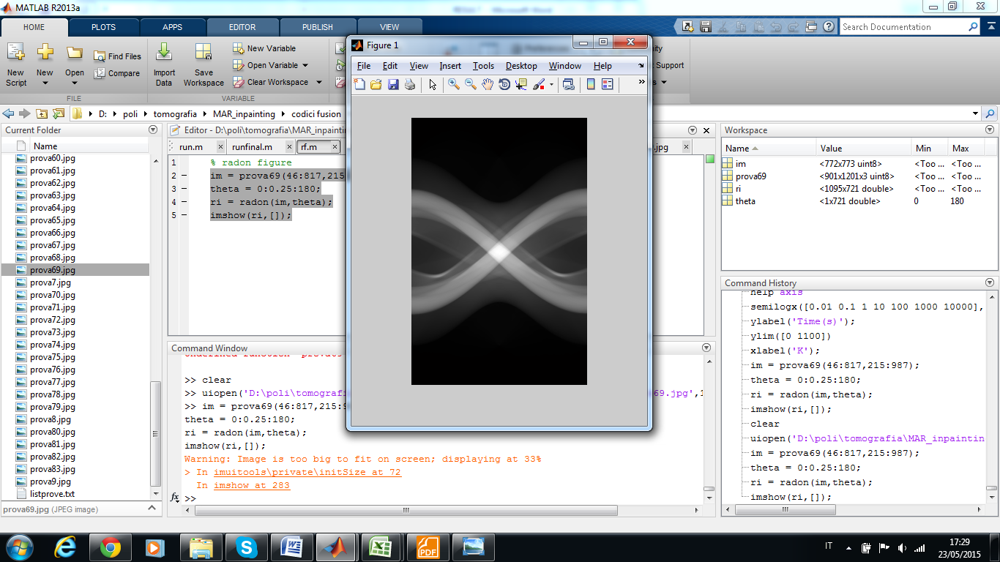 MATLAB R2013a
HOME PLOTS APPS EDITOR PUBLISH VIEW
Search Documentation
New Script
New
Open
Find Files
Compare
Import Data
Save Workspace
New Variable
Open Variable
Clear Workspace
Support
FILE
VARIABLE
D: poli tomografia MAR_inpainting codici fusion
Current Folder
Name
prova60.jpg
prova61.jpg
prova62.jpg
prova63.jpg
prova64.jpg
prova65.jpg
prova66.jpg
prova67.jpg
prova68.jpg
prova69.jpg
prova7.jpg
prova70.jpg
prova71.jpg
prova72.jpg
prova73.jpg
prova74.jpg
prova75.jpg
prova76.jpg
prova77.jpg
prova78.jpg
prova79.jpg
prova8.jpg
prova80.jpg
prova81.jpg
prova82.jpg
prova83.jpg
prova9.jpg
listprove.txt
prova69.jpg (JPEG image)
Editor - D:\poli\tomografia\MAR_inpainti
run.m runfinal.m rf.m .jpg
1 % radon figure
2 im = prova69(46:817,215
3 theta = 0:0.25:180;
4 ri = radon(im,theta);
5 imshow(ri,[]);
Figure 1
File Edit View Insert Tools Desktop Window Help
Command Window
>> clear
>> uiopen('D:\poli\tomografi 69.jpg',1
>> im = prova69(46:817,215:9
theta = 0:0.25:180;
ri = radon(im,theta);
imshow(ri,[]);
Warning: Image is too big to fit on screen; displaying at 33%
> In imuitools\private\initSize at 72
In imshow at 283
>>
fx
Workspace
Name Value Min Max
im <772x773 uint8> <Too ... <Too ...
prova69 <901x1201x3 uint8> <Too ... <Too ...
ri <1095x721 double> <Too ... <Too ...
theta <1x721 double> 0 180
Command History
help axis
semilogx([0.01 0.1 1 10 100 1000 10000],
ylabel('Time(s)');
ylim([0 1100])
xlabel('K');
im = prova69(46:817,215:987);
theta = 0:0.25:180;
ri = radon(im,theta);
imshow(ri,[]);
clear
uiopen('D:\poli\tomografia\MAR_inpaintin
im = prova69(46:817,215:987);
theta = 0:0.25:180;
ri = radon(im,theta);
imshow(ri,[]);
PDF
IT
17:29
23/05/2015